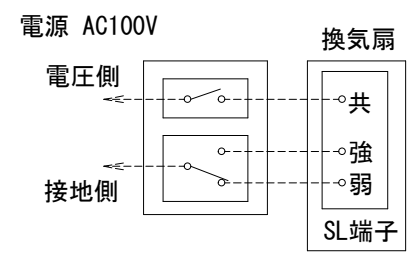 電源 AC100V
換気扇
電圧側
共
強
弱
接地側
SL端子